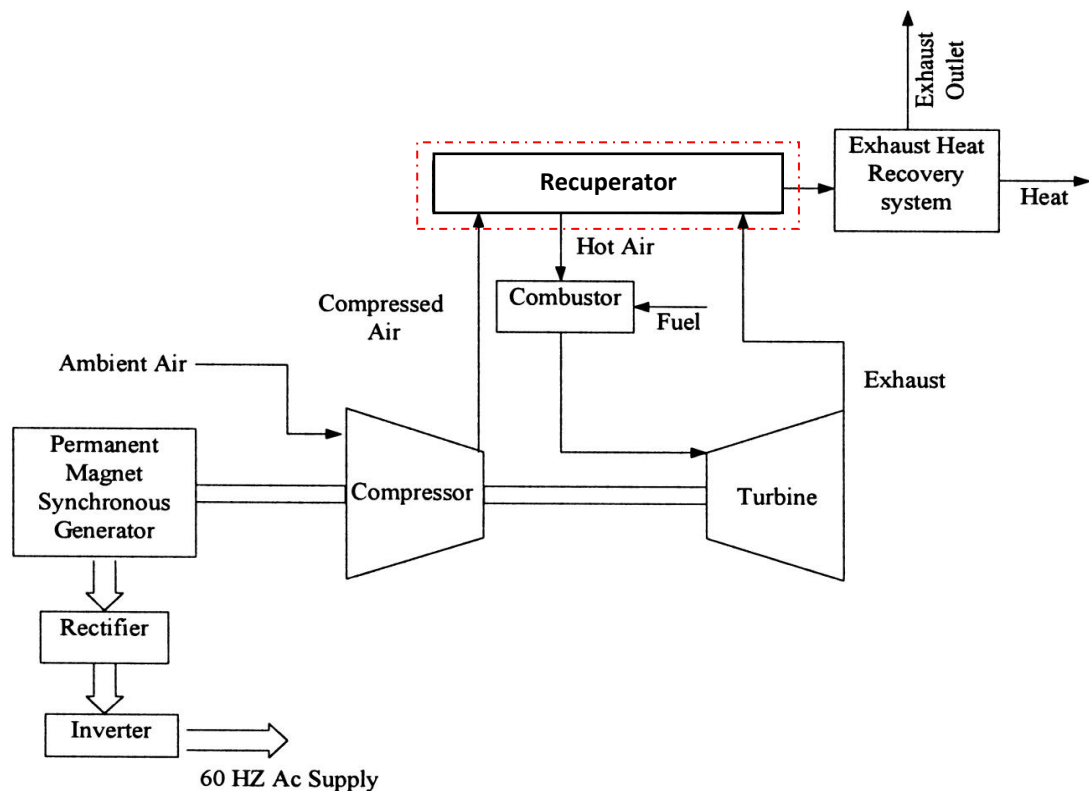 Exhaust
Outlet
Exhaust Heat
Recovery
system
Heat
Recuperator
Hot Air
Combustor
Fuel
Compressed
Air
Ambient Air
Exhaust
Permanent
Magnet
Synchronous
Generator
Compressor
Turbine
Rectifier
Inverter
60 HZ Ac Supply